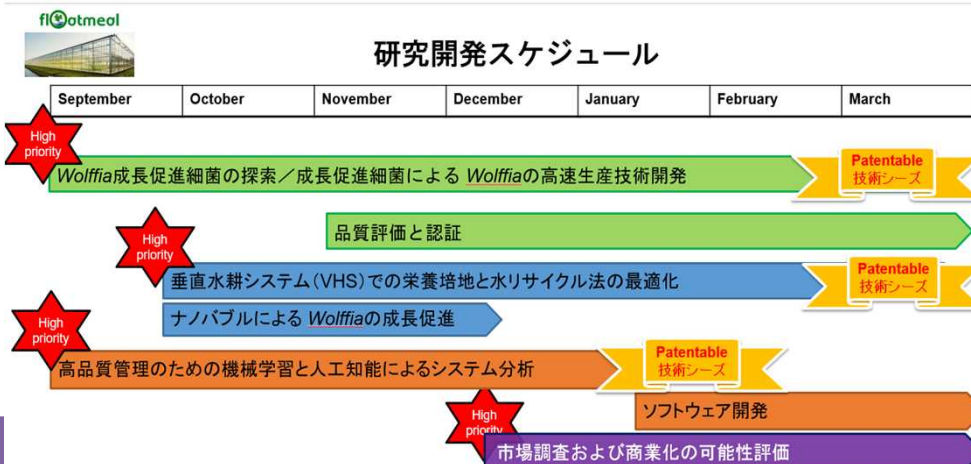 floatmeal
研究開発スケジュール
September October November December January February March
High
priority
Wolffia成長促進細菌の探索／成長促進細菌による Wolffiaの高速生産技術開発
Patentable
技術シーズ
品質評価と認証
High
priority
垂直水耕システム(VHS)での栄養培地と水リサイクル法の最適化
Patentable
技術シーズ
ナノバブルによる Wolffiaの成長促進
High
priority
高品質管理のための機械学習と人工知能によるシステム分析
Patentable
技術シーズ
ソフトウェア開発
High
priority
市場調査および商業化の可能性評価